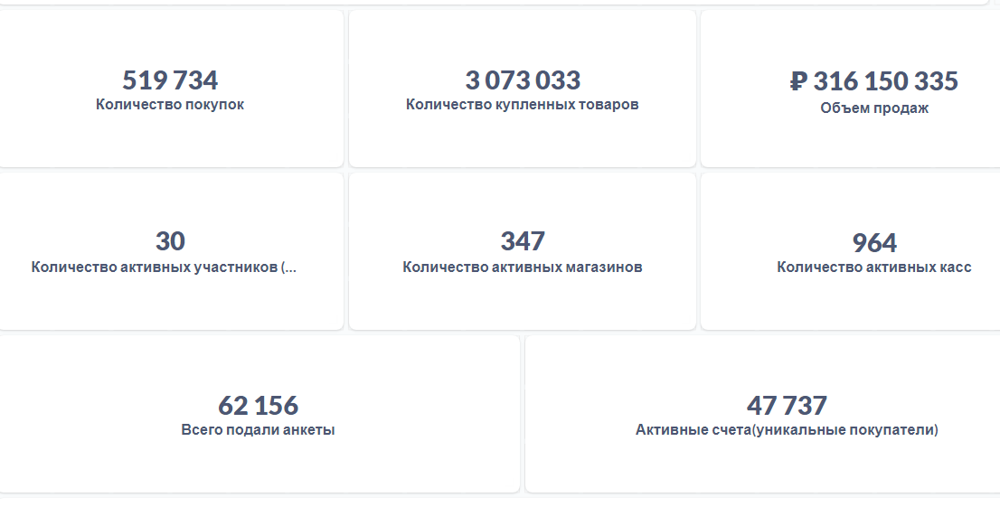 519 734
Количество покупок
3 073 033
Количество купленных товаров
₽ 316 150 335
Объем продаж
30
Количество активных участников (...
347
Количество активных магазинов
964
Количество активных касс
62 156
Всего подали анкеты
47 737
Активные счета(уникальные покупатели)